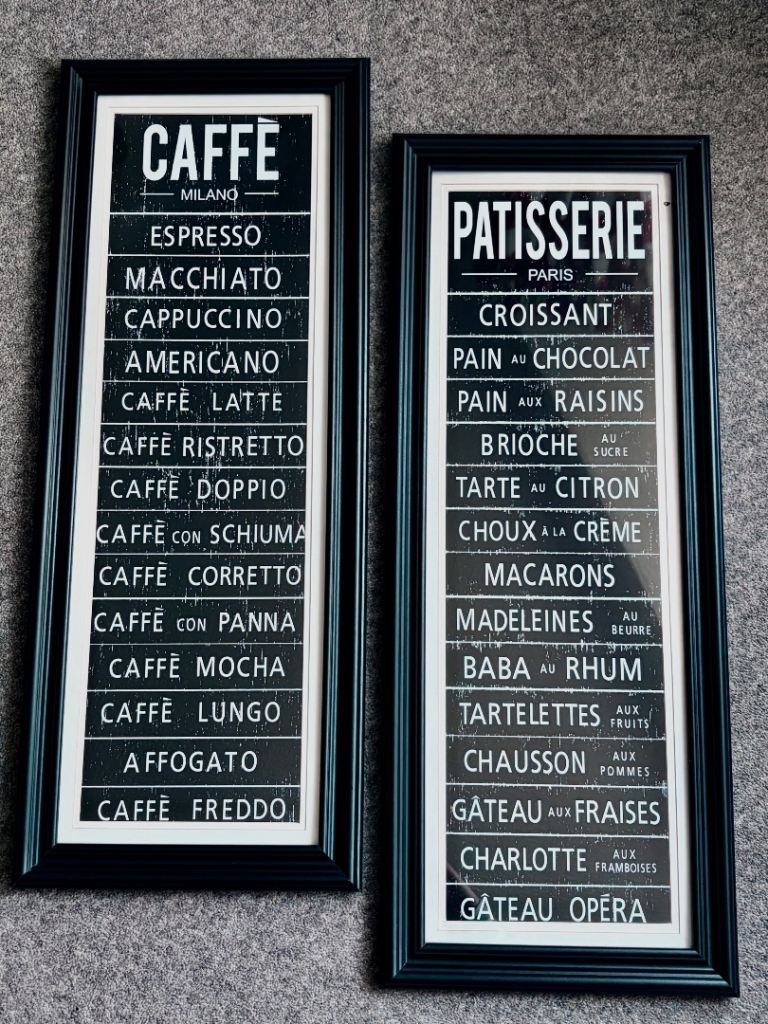 CAFFÈ
MILANO
ESPRESSO
MACCHIATO
CAPPUCCINO
AMERICANO
CAFFÈ LATTE
CAFFÈ RISTRETTO
CAFFÈ DOPPIO
CAFFÈ CON SCHIUMA
CAFFÈ CORRETTO
CAFFÈ CON PANNA
CAFFÈ MOCHA
CAFFÈ LUNGO
AFFOGATO
CAFFÈ FREDDO
PATISSERIE
PARIS
CROISSANT
PAIN AU CHOCOLAT
PAIN AUX RAISINS
BRIOCHE AU SUCRE
TARTE AU CITRON
CHOUX À LA CRÈME
MACARONS
MADELEINES AU BEURRE
BABA AU RHUM
TARTELETTES AUX FRUITS
CHAUSSON AUX POMMES
GÂTEAU AUX FRAISES
CHARLOTTE AUX FRAMBOISES
GÂTEAU OPÉRA